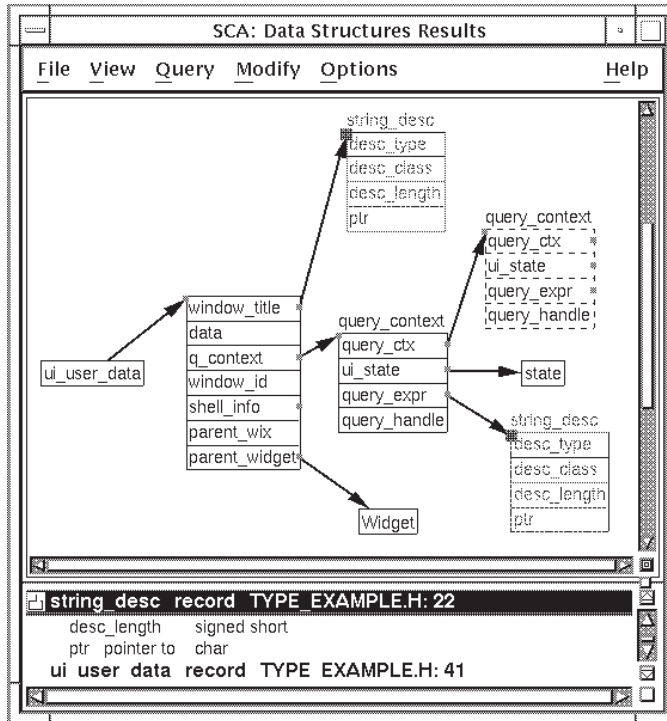 SCA: Data Structures Results
File View Query Modify Options Help
string_desc
desc_type
desc_class
desc_length
ptr
query_context
query_ctx
ui_state
query_expr
query_handle
window_title
data
q_context
window_id
shell_info
parent_wix
parent_widget
query_context
query_ctx
ui_state
query_expr
query_handle
ui_user_data
state
string_desc
desc_type
desc_class
desc_length
ptr
Widget
string_desc record TYPE_EXAMPLE.H: 22
desc_length signed short
ptr pointer to char
ui user data record TYPE EXAMPLE.H: 41